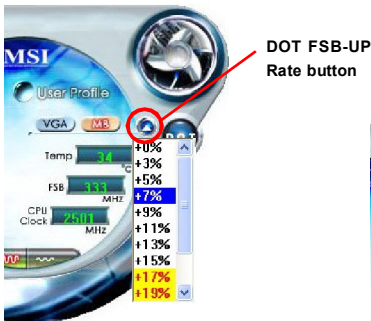 MSI
DOT FSB-UP
Rate button
User Profile
VGA
MB
DOT
Temp 34 °C
FSB 333 MHz
CPU Clock 2501 MHz
+0%
+3%
+5%
+7%
+9%
+11%
+13%
+15%
+17%
+19%